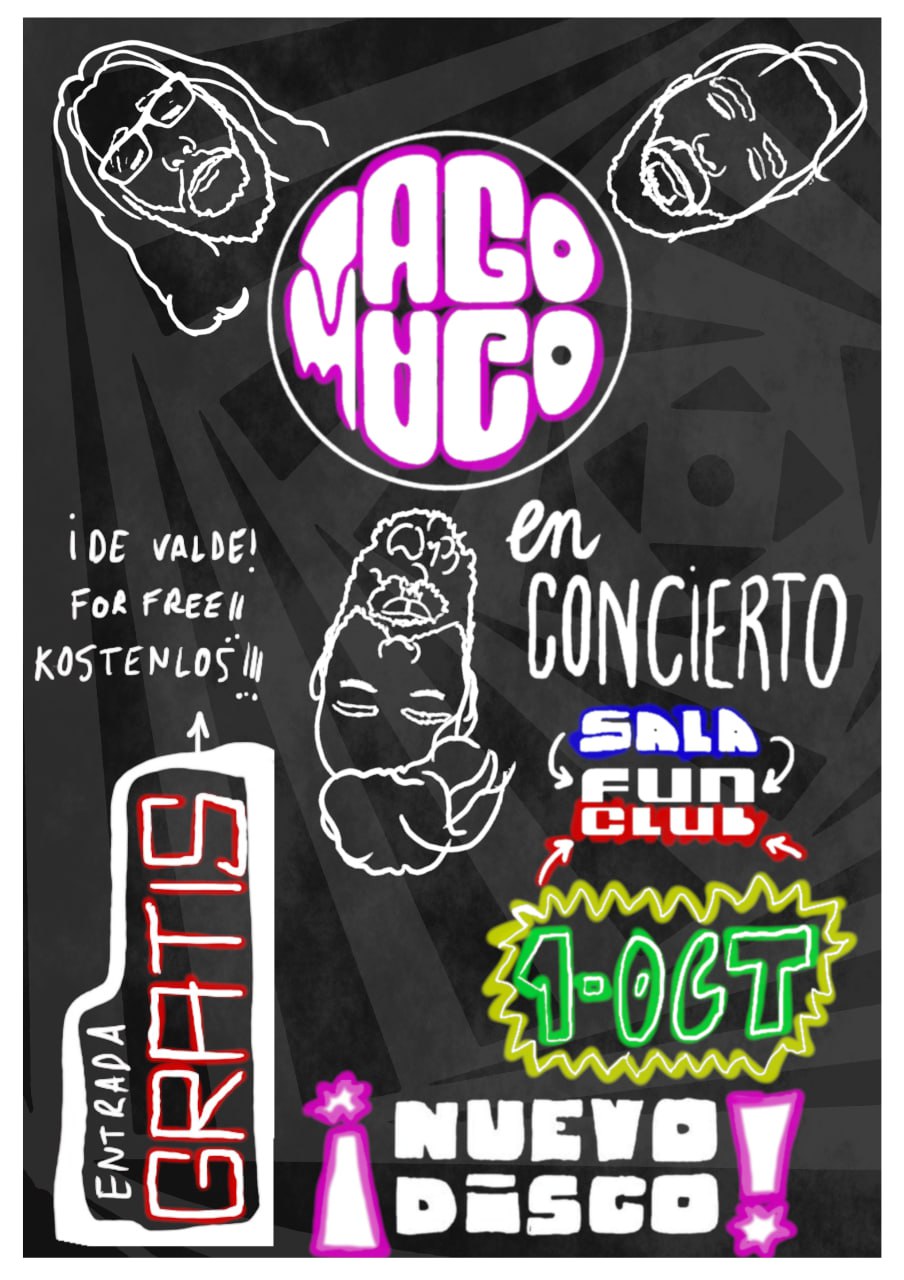 TAGO
MAGO
¡DE VALDE!
FOR FREE!!
KOSTENLOS!!!
en
CONCIERTO
SALA
FUN
CLUB
1-OCT
ENTRADA
GRATIS
¡NUEVO
DISCO!